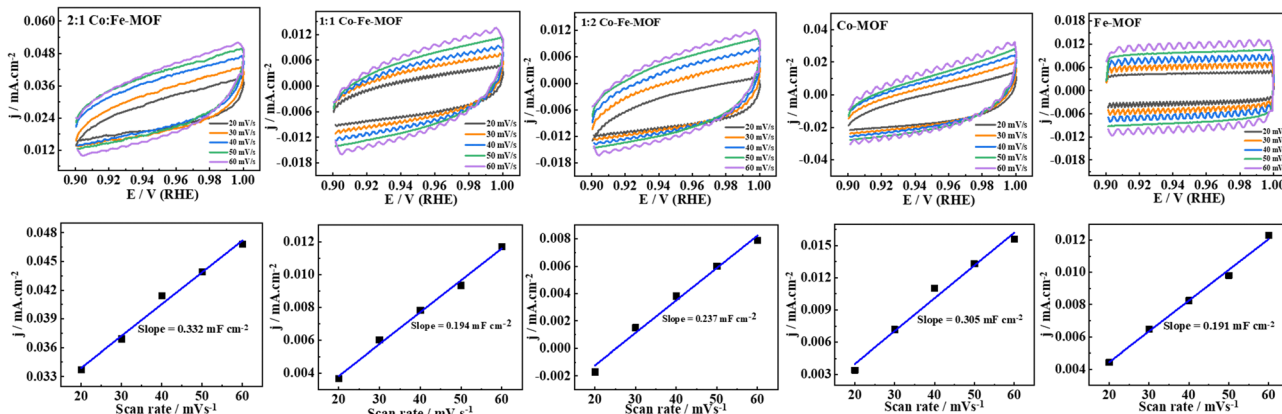 2:1 Co:Fe-MOF
j / mA.cm-2
0.060
0.048
0.036
0.024
0.012
20 mV/s
30 mV/s
40 mV/s
50 mV/s
60 mV/s
0.90 0.92 0.94 0.96 0.98 1.00
E / V (RHE)
1:1 Co-Fe-MOF
j / mA.cm-2
0.012
0.006
0.000
-0.006
-0.012
-0.018
20 mV/s
30 mV/s
40 mV/s
50 mV/s
60 mV/s
0.90 0.92 0.94 0.96 0.98 1.00
E / V (RHE)
1:2 Co-Fe-MOF
j / mA.cm-2
0.012
0.006
0.000
-0.006
-0.012
-0.018
20 mV/s
30 mV/s
40 mV/s
50 mV/s
60 mV/s
0.90 0.92 0.94 0.96 0.98 1.00
E / V (RHE)
Co-MOF
j / mA.cm-2
0.04
0.02
0.00
-0.02
-0.04
20 mV/s
30 mV/s
40 mV/s
50 mV/s
60 mV/s
0.90 0.92 0.94 0.96 0.98 1.00
E / V (RHE)
Fe-MOF
j / mA.cm-2
0.018
0.012
0.006
0.000
-0.006
-0.012
-0.018
20 mV/s
30 mV/s
40 mV/s
50 mV/s
60 mV/s
0.90 0.92 0.94 0.96 0.98 1.00
E / V (RHE)
j / mA.cm-2
0.048
0.045
0.042
0.039
0.036
0.033
Slope = 0.332 mF cm-2
20 30 40 50 60
Scan rate / mVs-1
j / mA.cm-2
0.012
0.010
0.008
0.006
0.004
Slope = 0.194 mF cm-2
20 30 40 50 60
Scan rate / mVs-1
j / mA.cm-2
0.008
0.006
0.004
0.002
0.000
-0.002
Slope = 0.237 mF cm-2
20 30 40 50 60
Scan rate / mVs-1
j / mA.cm-2
0.015
0.012
0.009
0.006
0.003
Slope = 0.305 mF cm-2
20 30 40 50 60
Scan rate / mVs-1
j / mA.cm-2
0.012
0.010
0.008
0.006
0.004
Slope = 0.191 mF cm-2
20 30 40 50 60
Scan rate / mVs-1